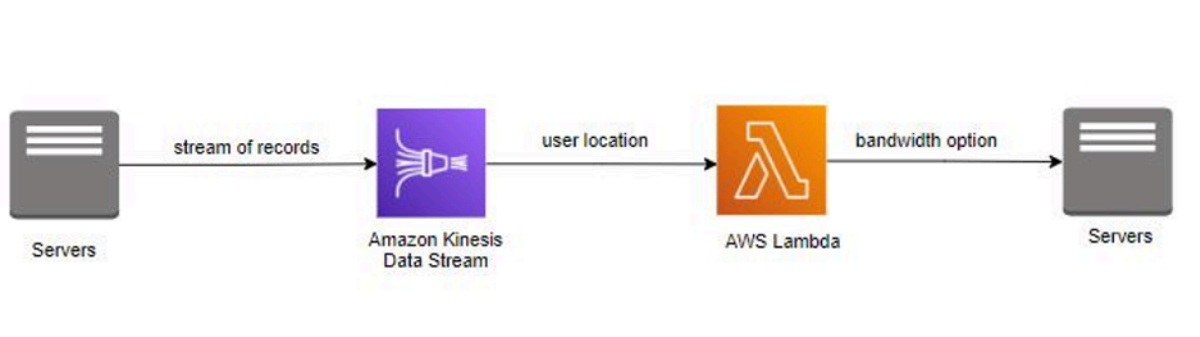 stream of records
user location
bandwidth option
Servers
Amazon Kinesis
Data Stream
AWS Lambda
Servers